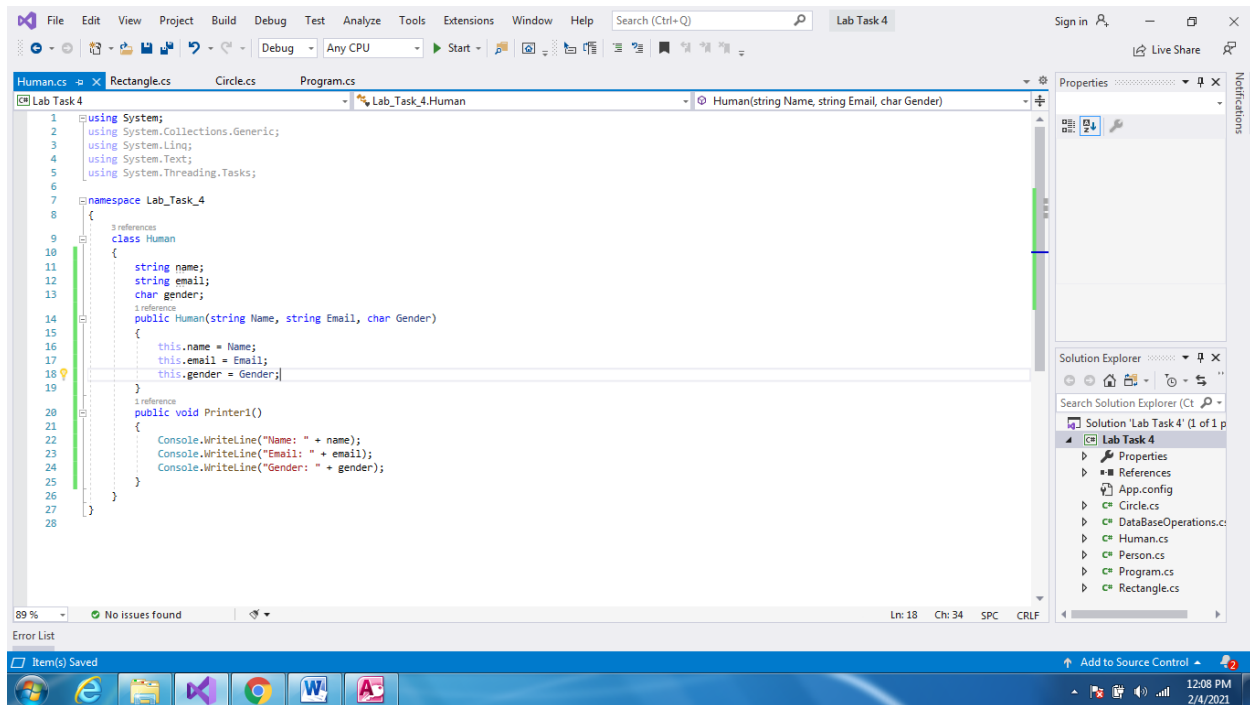 File Edit View Project Build Debug Test Analyze Tools Extensions Window Help Search (Ctrl+Q) Lab Task 4 Sign in
Debug Any CPU Start Live Share
Human.cs Rectangle.cs Circle.cs Program.cs
C# Lab Task 4 Lab_Task_4.Human Human(string Name, string Email, char Gender)
1 using System;
2 using System.Collections.Generic;
3 using System.Linq;
4 using System.Text;
5 using System.Threading.Tasks;
6
7 namespace Lab_Task_4
8 {
3 references
9 class Human
10 {
11 string name;
12 string email;
13 char gender;
1 reference
14 public Human(string Name, string Email, char Gender)
15 {
16 this.name = Name;
17 this.email = Email;
18 this.gender = Gender;
19 }
1 reference
20 public void Printer1()
21 {
22 Console.WriteLine("Name: " + name);
23 Console.WriteLine("Email: " + email);
24 Console.WriteLine("Gender: " + gender);
25 }
26 }
27 }
28
89 % No issues found Ln: 18 Ch: 34 SPC CRLF
Error List
Properties
Notifications
Solution Explorer
Search Solution Explorer (Ct
Solution 'Lab Task 4' (1 of 1 p
C# Lab Task 4
Properties
References
App.config
C# Circle.cs
C# DataBaseOperations.c
C# Human.cs
C# Person.cs
C# Program.cs
C# Rectangle.cs
Item(s) Saved Add to Source Control 2
W A
12:08 PM
2/4/2021